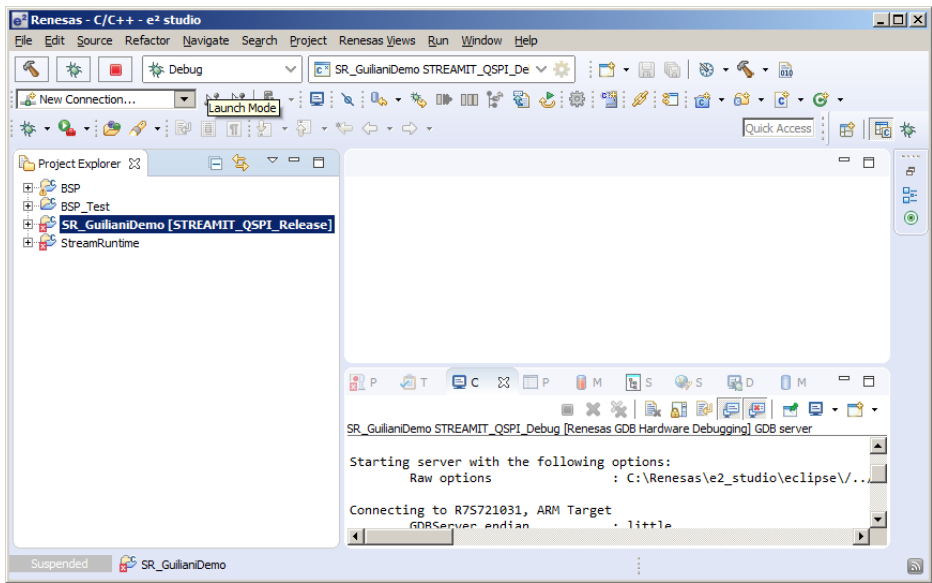 Renesas - C/C++ - e² studio
File Edit Source Refactor Navigate Search Project Renesas Views Run Window Help
Debug SR_GuilianiDemo STREAMIT_QSPI_De
New Connection...
Launch Mode
Quick Access
Project Explorer
BSP
BSP_Test
SR_GuilianiDemo [STREAMIT_QSPI_Release]
StreamRuntime
P T C P M S S D M
SR_GuilianiDemo STREAMIT_QSPI_Debug [Renesas GDB Hardware Debugging] GDB server
Starting server with the following options:
Raw options : C:\Renesas\e2_studio\eclipse\/../
Connecting to R7S721031, ARM Target
GDBServer endian : little
Suspended SR_GuilianiDemo